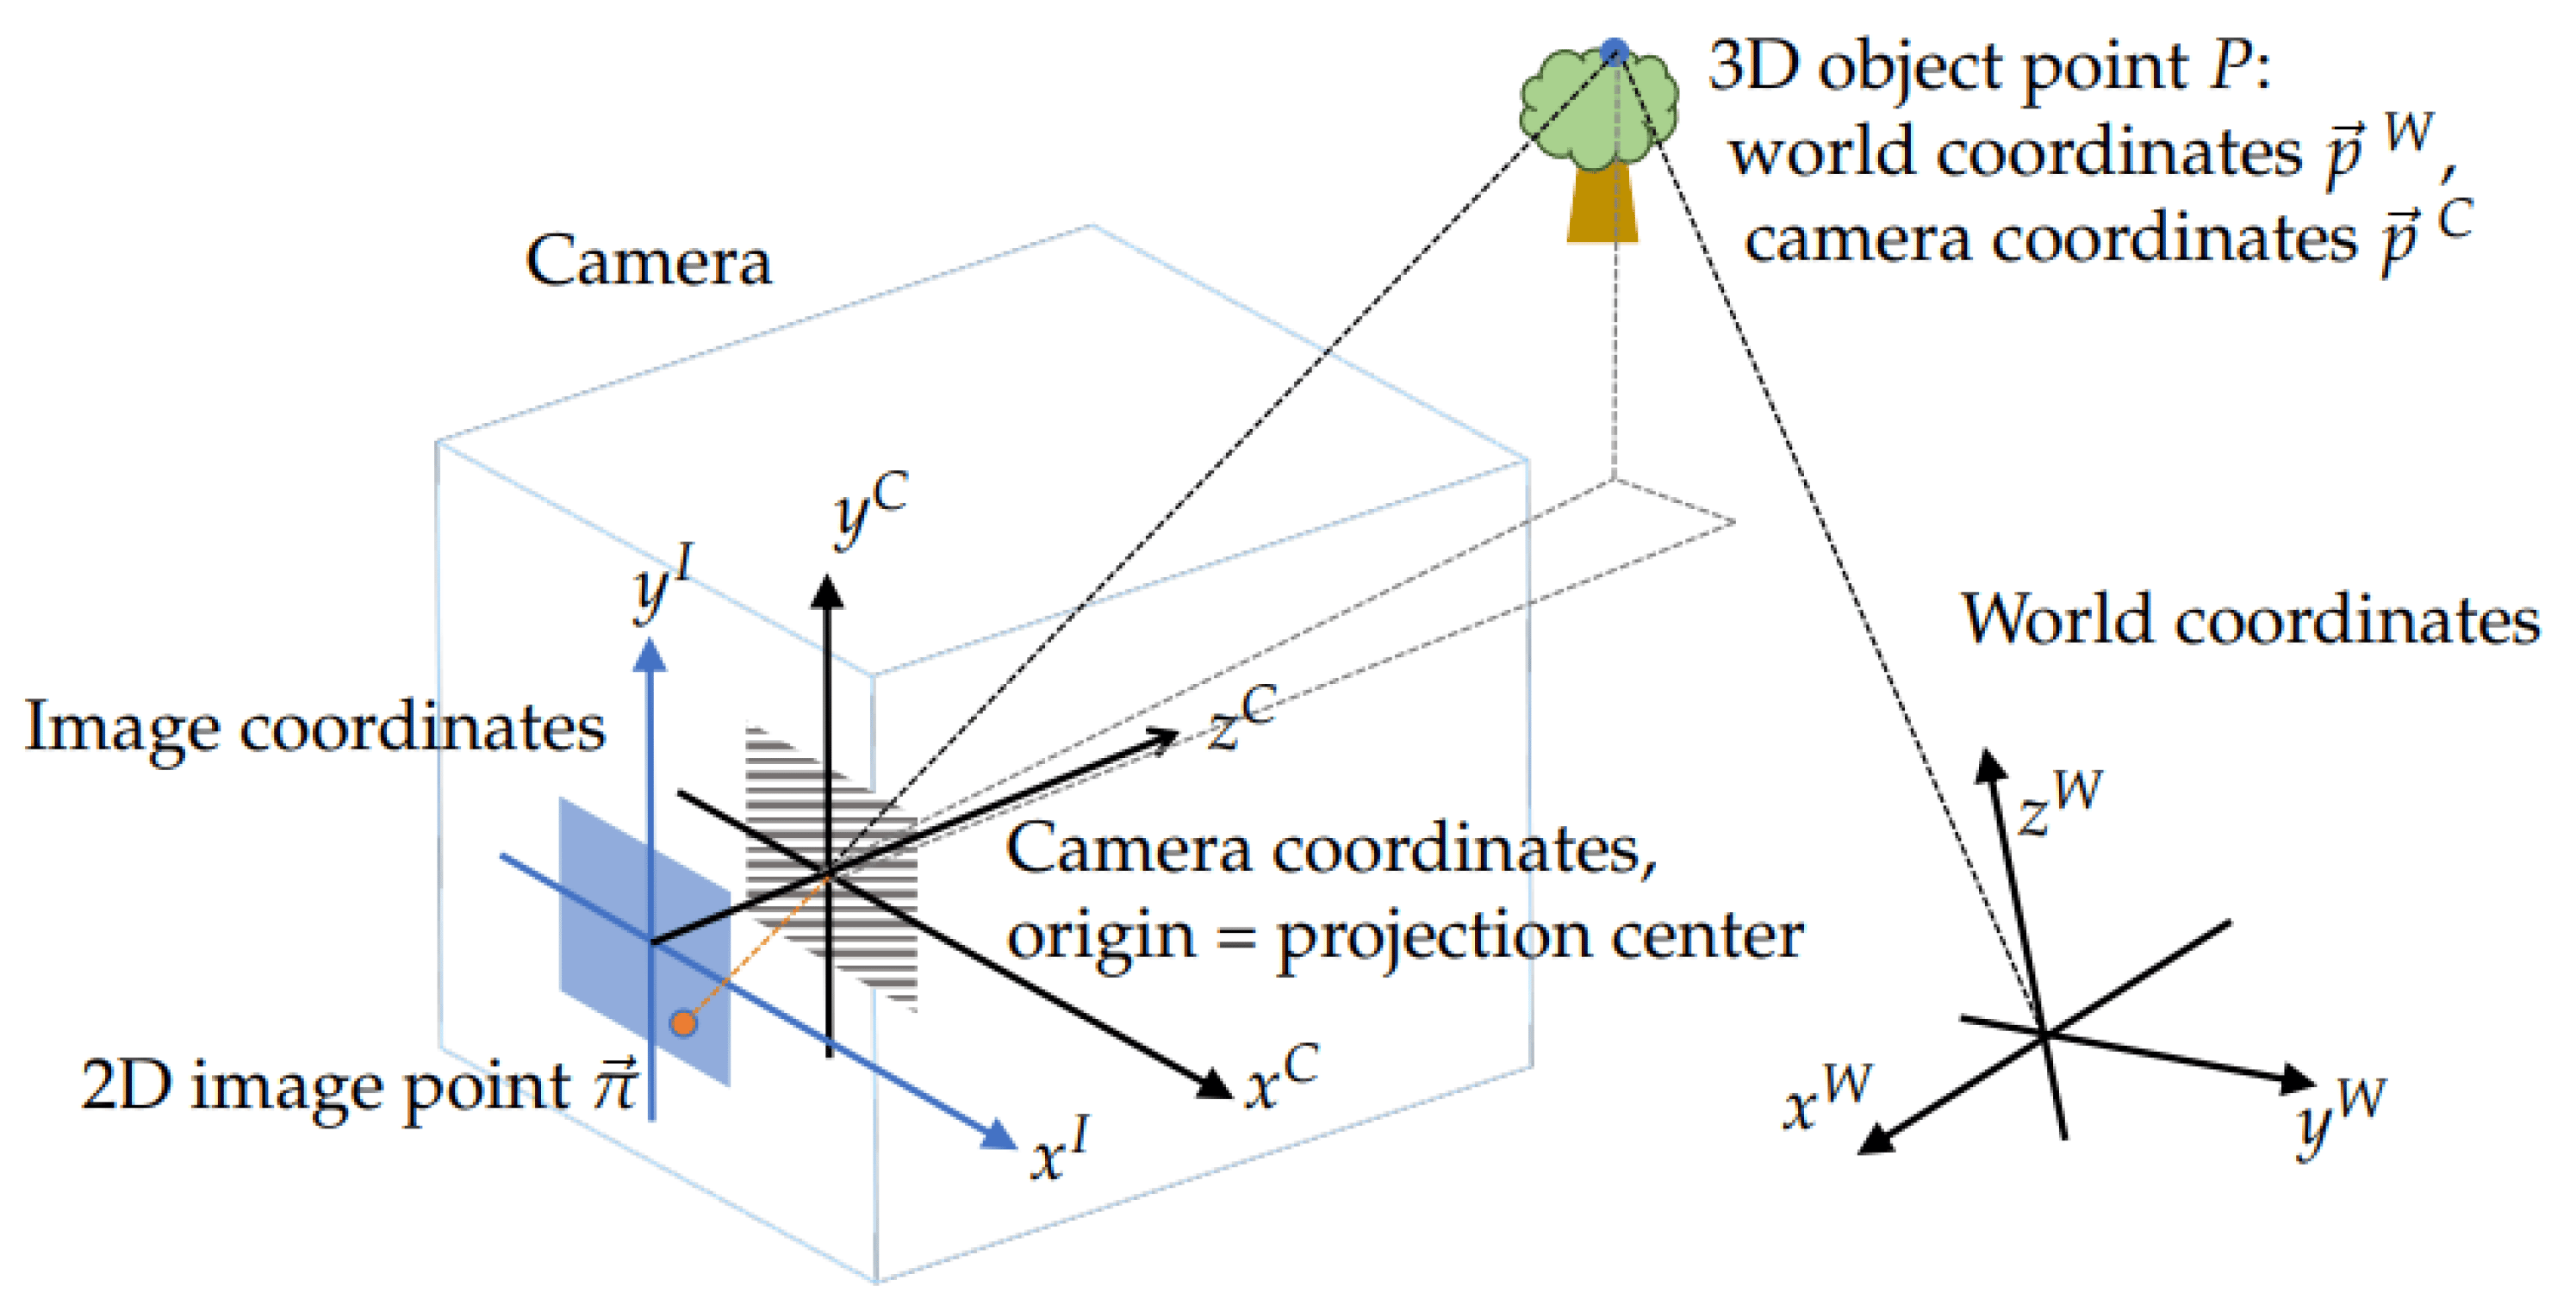 3D object point P:
world coordinates p⃗ ᵂ,
camera coordinates p⃗ ᶜ
Camera
yᶜ
yᴵ
World coordinates
Image coordinates
zᶜ
zᵂ
Camera coordinates,
origin = projection center
2D image point π⃗
xᶜ
xᴵ
xᵂ
yᵂ